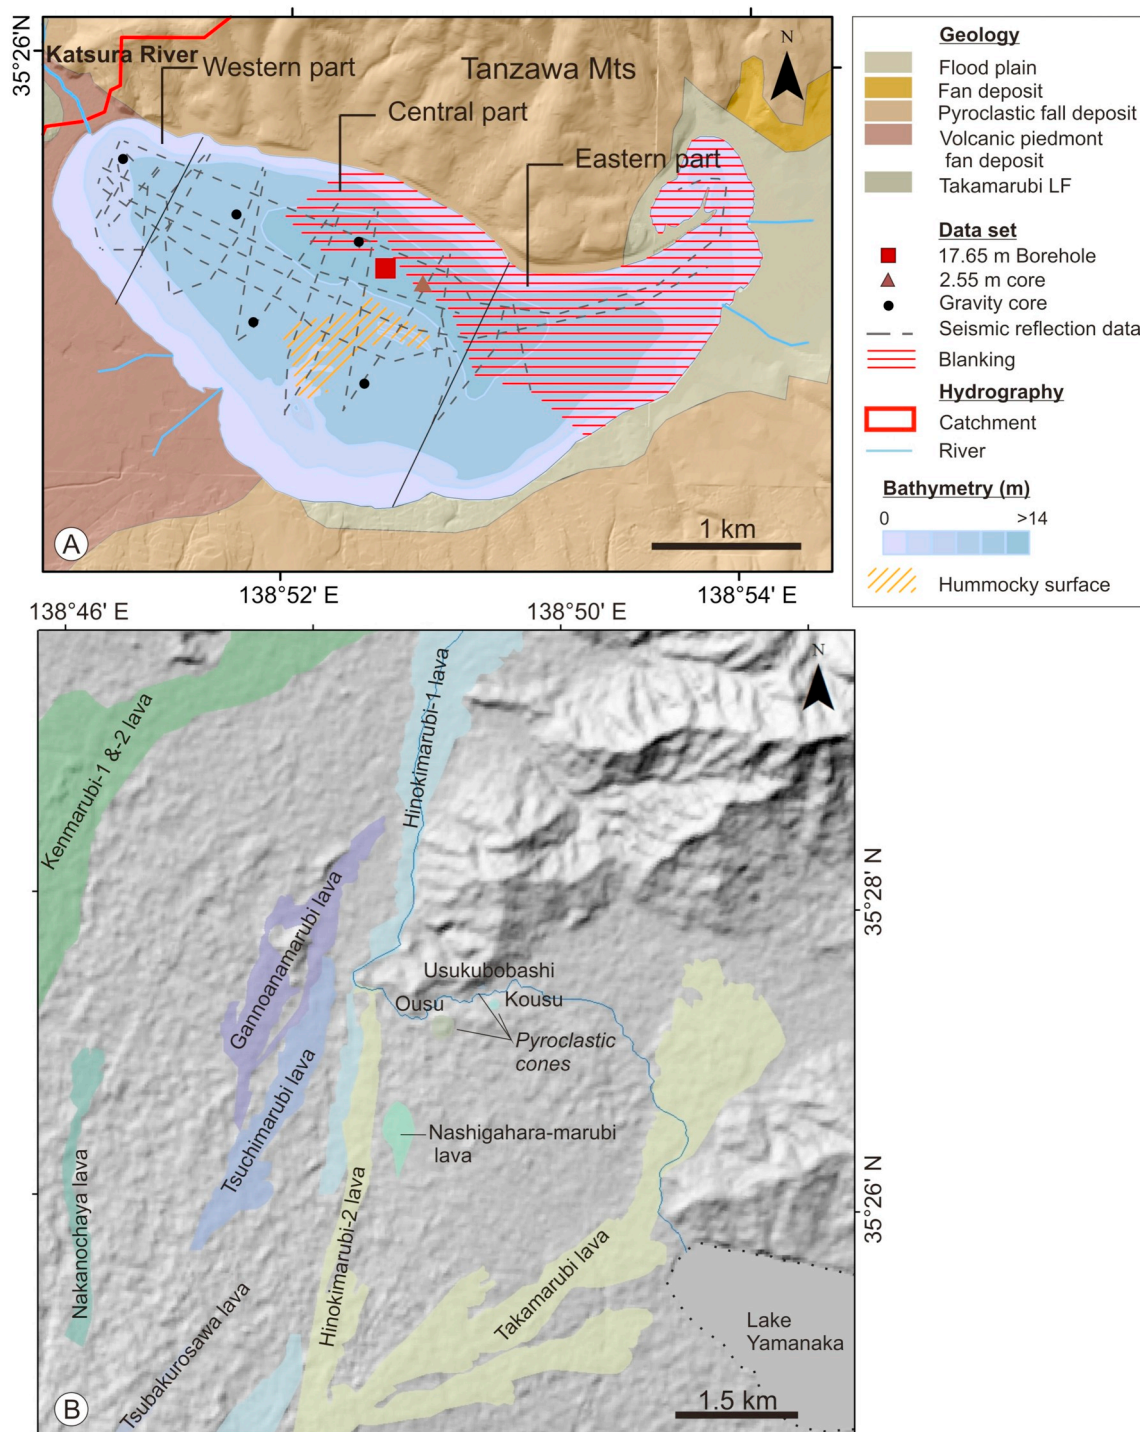 35°26'N
Katsura River
Western part
Tanzawa Mts
Central part
Eastern part
N
A
1 km
138°52' E
138°54' E
Geology
Flood plain
Fan deposit
Pyroclastic fall deposit
Volcanic piedmont
fan deposit
Takamarubi LF
Data set
17.65 m Borehole
2.55 m core
Gravity core
Seismic reflection data
Blanking
Hydrography
Catchment
River
Bathymetry (m)
0
>14
Hummocky surface
138°46' E
138°50' E
N
Kenmarubi-1 &-2 lava
Hinokimarubi-1 lava
35°28' N
Gannoanamarubi lava
Usukubobashi
Ousu
Kousu
Pyroclastic
cones
Tsuchimarubi lava
Nashigahara-marubi
lava
35°26' N
Nakanochaya lava
Hinokimarubi-2 lava
Takamarubi lava
Tsubakurosawa lava
Lake
Yamanaka
B
1.5 km